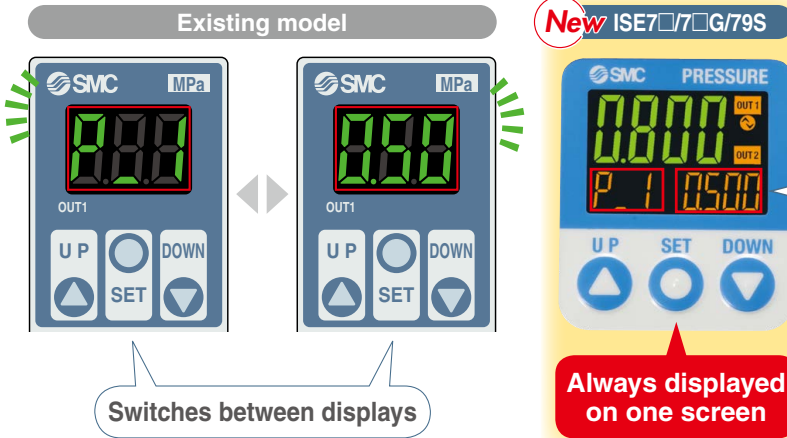 Existing model
New ISE7□/7□G/79S
SMC MPa
P_1
OUT1
UP DOWN
SET
SMC MPa
0.50
OUT1
UP DOWN
SET
Switches between displays
SMC PRESSURE
0.800 OUT1
OUT2
P_1 0.500
UP SET DOWN
Always displayed
on one screen